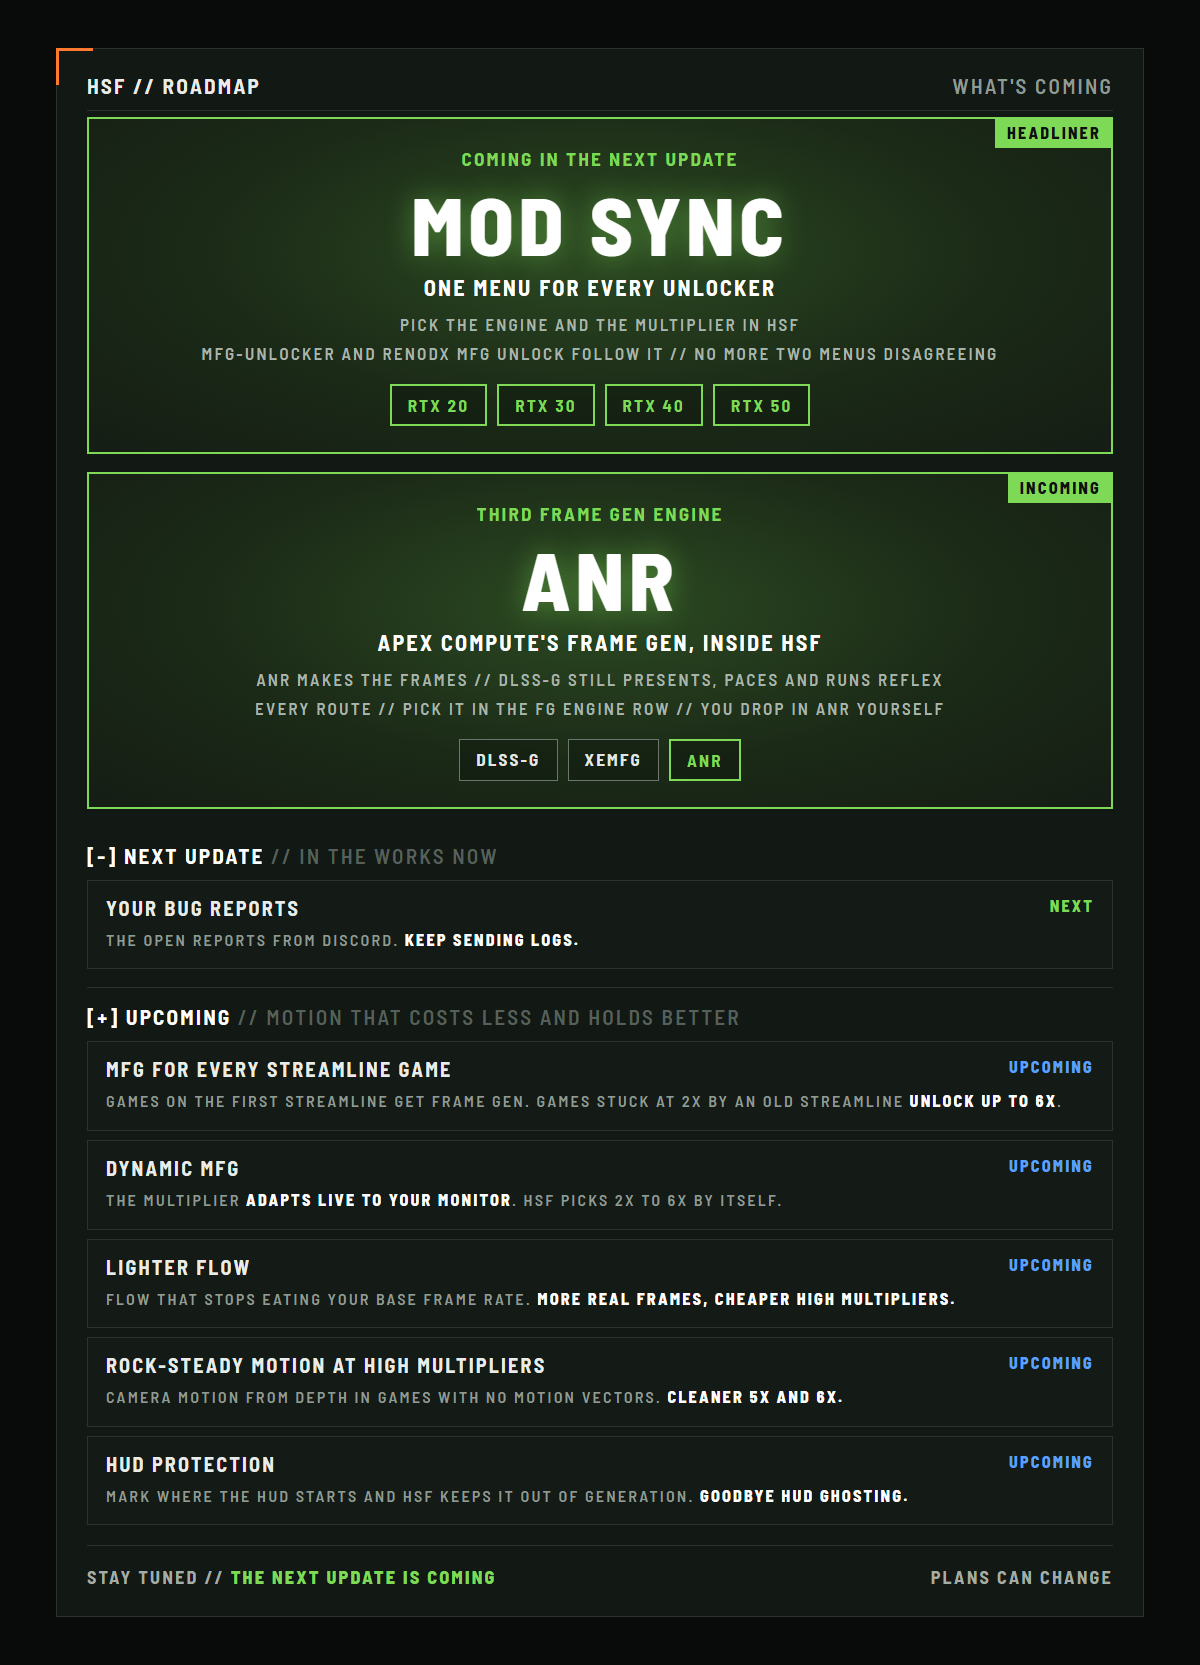 HSF // ROADMAP
WHAT'S COMING
HEADLINER
COMING IN THE NEXT UPDATE
MOD SYNC
ONE MENU FOR EVERY UNLOCKER
PICK THE ENGINE AND THE MULTIPLIER IN HSF
MFG-UNLOCKER AND RENODX MFG UNLOCK FOLLOW IT // NO MORE TWO MENUS DISAGREEING
RTX 20
RTX 30
RTX 40
RTX 50
INCOMING
THIRD FRAME GEN ENGINE
ANR
APEX COMPUTE'S FRAME GEN, INSIDE HSF
ANR MAKES THE FRAMES // DLSS-G STILL PRESENTS, PACES AND RUNS REFLEX
EVERY ROUTE // PICK IT IN THE FG ENGINE ROW // YOU DROP IN ANR YOURSELF
DLSS-G
XEMFG
ANR
[-] NEXT UPDATE // IN THE WORKS NOW
YOUR BUG REPORTS
NEXT
THE OPEN REPORTS FROM DISCORD. KEEP SENDING LOGS.
[+] UPCOMING // MOTION THAT COSTS LESS AND HOLDS BETTER
MFG FOR EVERY STREAMLINE GAME
UPCOMING
GAMES ON THE FIRST STREAMLINE GET FRAME GEN. GAMES STUCK AT 2X BY AN OLD STREAMLINE UNLOCK UP TO 6X.
DYNAMIC MFG
UPCOMING
THE MULTIPLIER ADAPTS LIVE TO YOUR MONITOR. HSF PICKS 2X TO 6X BY ITSELF.
LIGHTER FLOW
UPCOMING
FLOW THAT STOPS EATING YOUR BASE FRAME RATE. MORE REAL FRAMES, CHEAPER HIGH MULTIPLIERS.
ROCK-STEADY MOTION AT HIGH MULTIPLIERS
UPCOMING
CAMERA MOTION FROM DEPTH IN GAMES WITH NO MOTION VECTORS. CLEANER 5X AND 6X.
HUD PROTECTION
UPCOMING
MARK WHERE THE HUD STARTS AND HSF KEEPS IT OUT OF GENERATION. GOODBYE HUD GHOSTING.
STAY TUNED // THE NEXT UPDATE IS COMING
PLANS CAN CHANGE